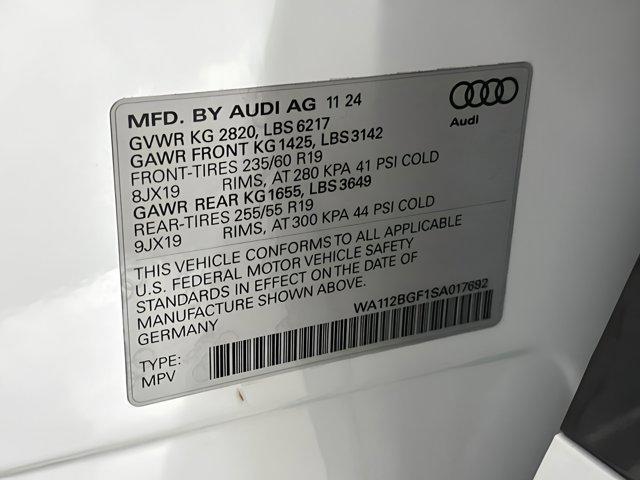 MFD. BY AUDI AG 11 24
GVWR KG 2820, LBS 6217
GAWR FRONT KG 1425, LBS 3142
FRONT-TIRES 235/60 R19
8JX19 RIMS, AT 280 KPA 41 PSI COLD
GAWR REAR KG1655, LBS 3649
REAR-TIRES 255/55 R19
9JX19 RIMS, AT 300 KPA 44 PSI COLD
THIS VEHICLE CONFORMS TO ALL APPLICABLE
U.S. FEDERAL MOTOR VEHICLE SAFETY
STANDARDS IN EFFECT ON THE DATE OF
MANUFACTURE SHOWN ABOVE.
GERMANY
WA112BGF1SA017692
TYPE:
MPV
Audi